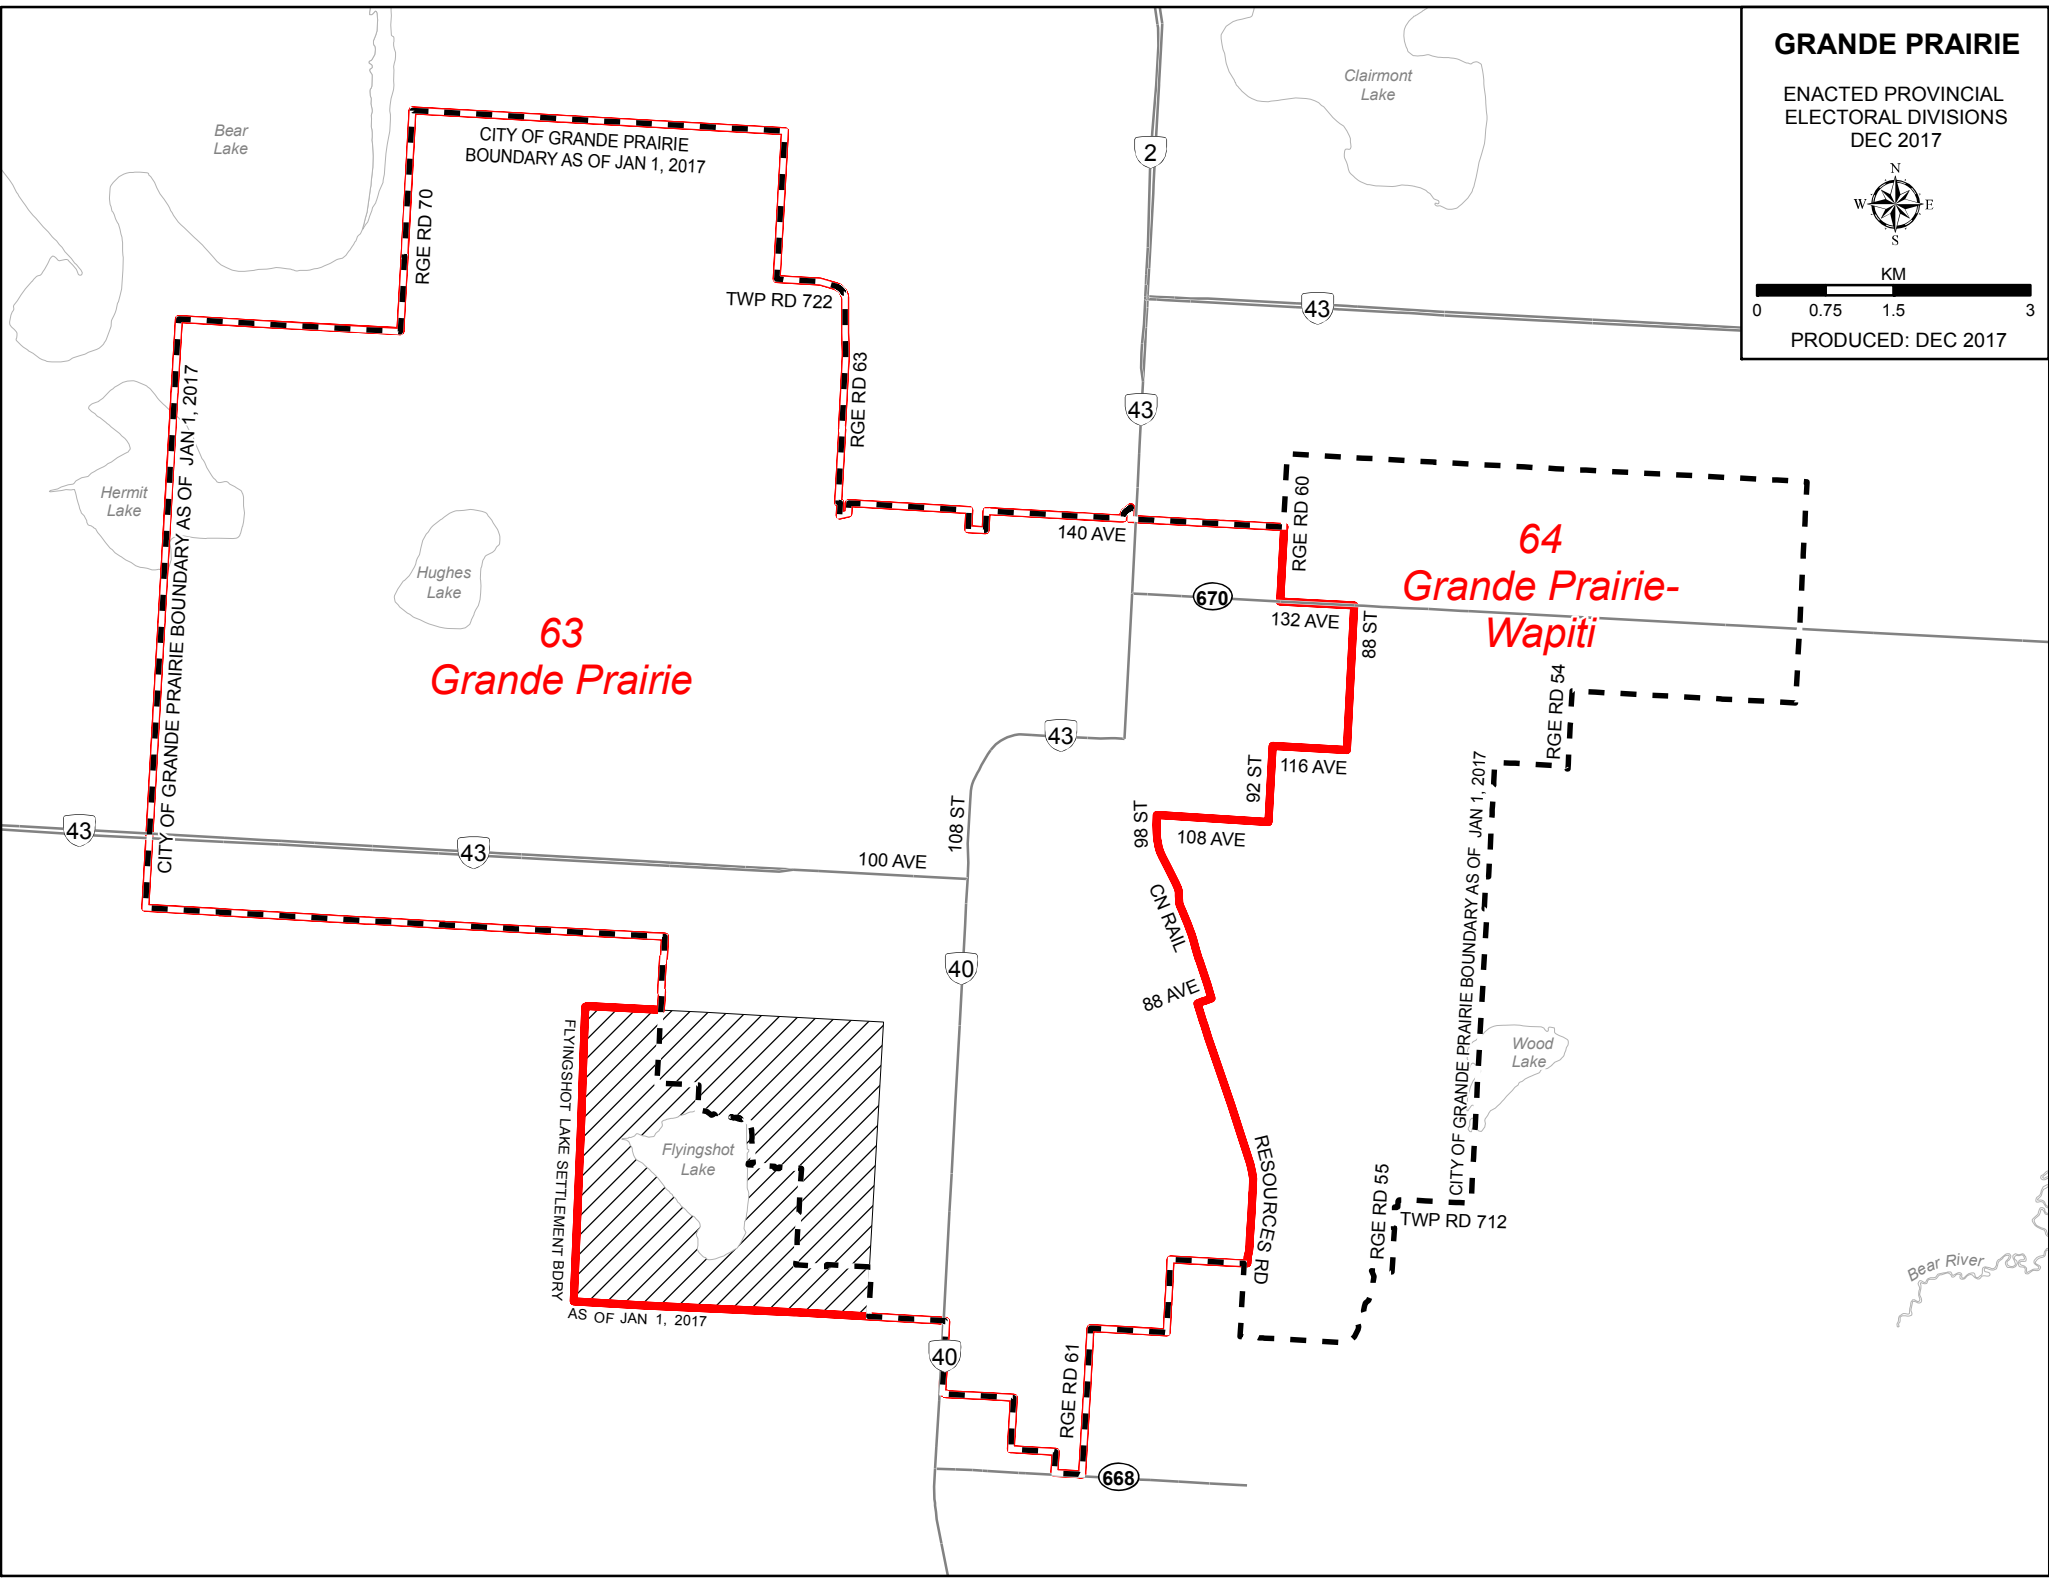 GRANDE PRAIRIE
ENACTED PROVINCIAL
ELECTORAL DIVISIONS
DEC 2017
N
W
E
S
KM
0
0.75
1.5
3
PRODUCED: DEC 2017
Clairmont
Lake
Bear
Lake
CITY OF GRANDE PRAIRIE
BOUNDARY AS OF JAN 1, 2017
2
RGE RD 70
TWP RD 722
43
RGE RD 63
43
CITY OF GRANDE PRAIRIE BOUNDARY AS OF JAN 1, 2017
Hermit
Lake
Hughes
Lake
140 AVE
RGE RD 60
64
Grande Prairie-
Wapiti
670
132 AVE
88 ST
63
Grande Prairie
RGE RD 54
43
116 AVE
92 ST
98 ST
108 AVE
108 ST
43
43
100 AVE
CITY OF GRANDE PRAIRIE BOUNDARY AS OF JAN 1, 2017
CN RAIL
40
88 AVE
Wood
Lake
FLYINGSHOT LAKE SETTLEMENT BDRY
AS OF JAN 1, 2017
Flyingshot
Lake
RESOURCES RD
RGE RD 55
TWP RD 712
Bear River
40
RGE RD 61
668